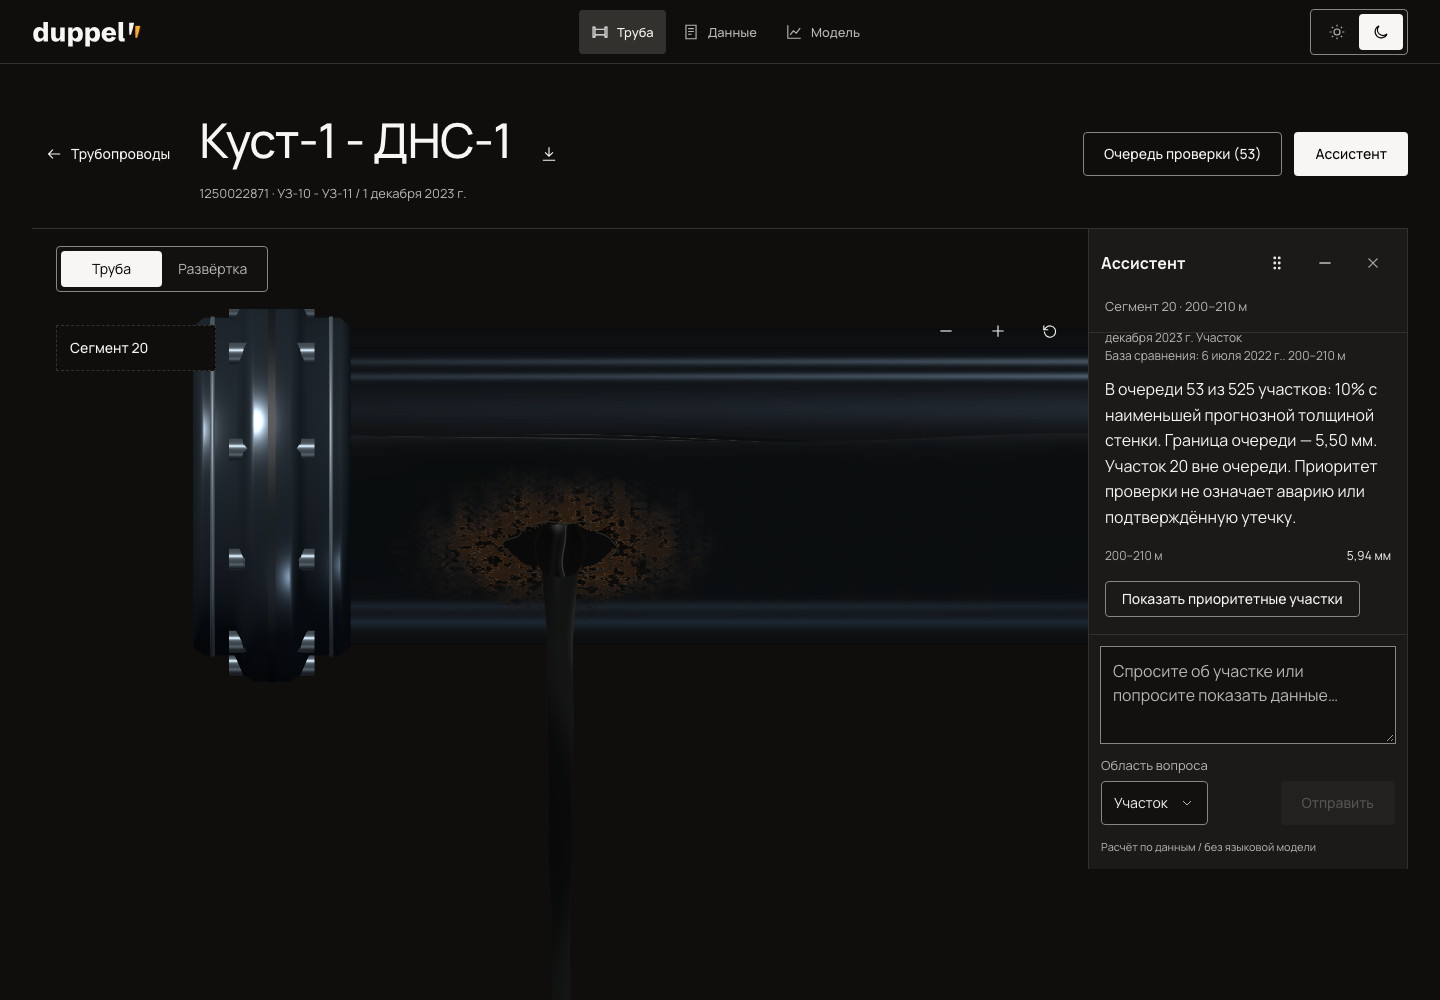 duppel
Труба
Данные
Модель
Трубопроводы
Куст-1 - ДНС-1
1250022871 · УЗ-10 - УЗ-11 / 1 декабря 2023 г.
Очередь проверки (53)
Ассистент
Труба
Развёртка
Сегмент 20
Ассистент
Сегмент 20 · 200–210 м
декабря 2023 г. Участок
База сравнения: 6 июля 2022 г.. 200–210 м
В очереди 53 из 525 участков: 10% с
наименьшей прогнозной толщиной
стенки. Граница очереди — 5,50 мм.
Участок 20 вне очереди. Приоритет
проверки не означает аварию или
подтверждённую утечку.
200–210 м
5,94 мм
Показать приоритетные участки
Спросите об участке или
попросите показать данные…
Область вопроса
Участок
Отправить
Расчёт по данным / без языковой модели